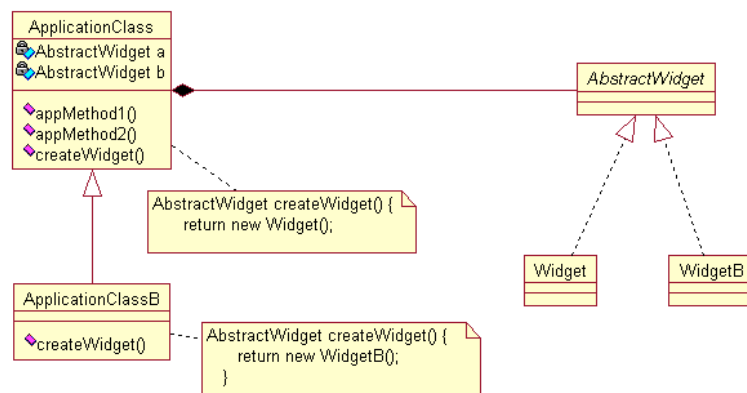 ApplicationClass
AbstractWidget a
AbstractWidget b
appMethod1()
appMethod2()
createWidget()
AbstractWidget
AbstractWidget createWidget() {
return new Widget();
Widget
WidgetB
ApplicationClassB
createWidget()
AbstractWidget createWidget() {
return new WidgetB();
}